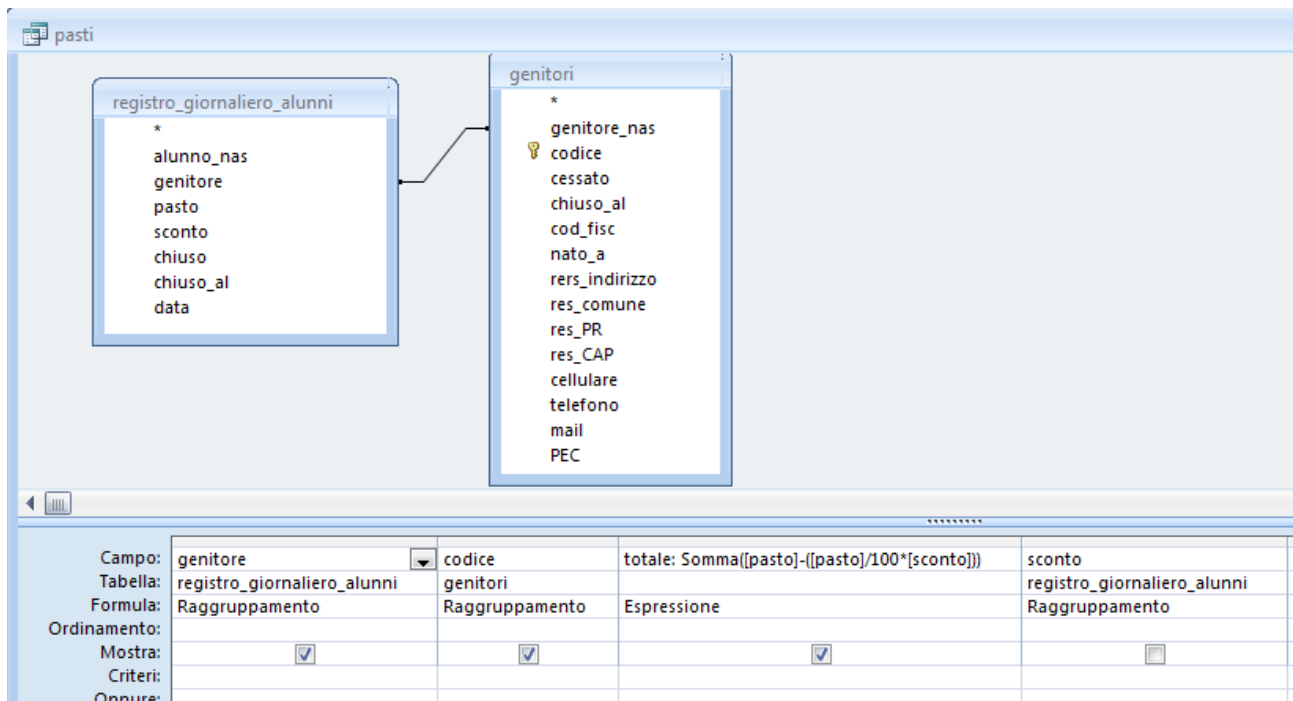 pasti
registro_giornaliero_alunni
*
alunno_nas
genitore
pasto
sconto
chiuso
chiuso_al
data
genitori
*
genitore_nas
codice
cessato
chiuso_al
cod_fisc
nato_a
rers_indirizzo
res_comune
res_PR
res_CAP
cellulare
telefono
mail
PEC
Campo: genitore codice totale: Somma([pasto]-([pasto]/100*[sconto])) sconto
Tabella: registro_giornaliero_alunni genitori registro_giornaliero_alunni
Formula: Raggruppamento Raggruppamento Espressione Raggruppamento
Ordinamento:
Mostra:
Criteri:
Oppure: